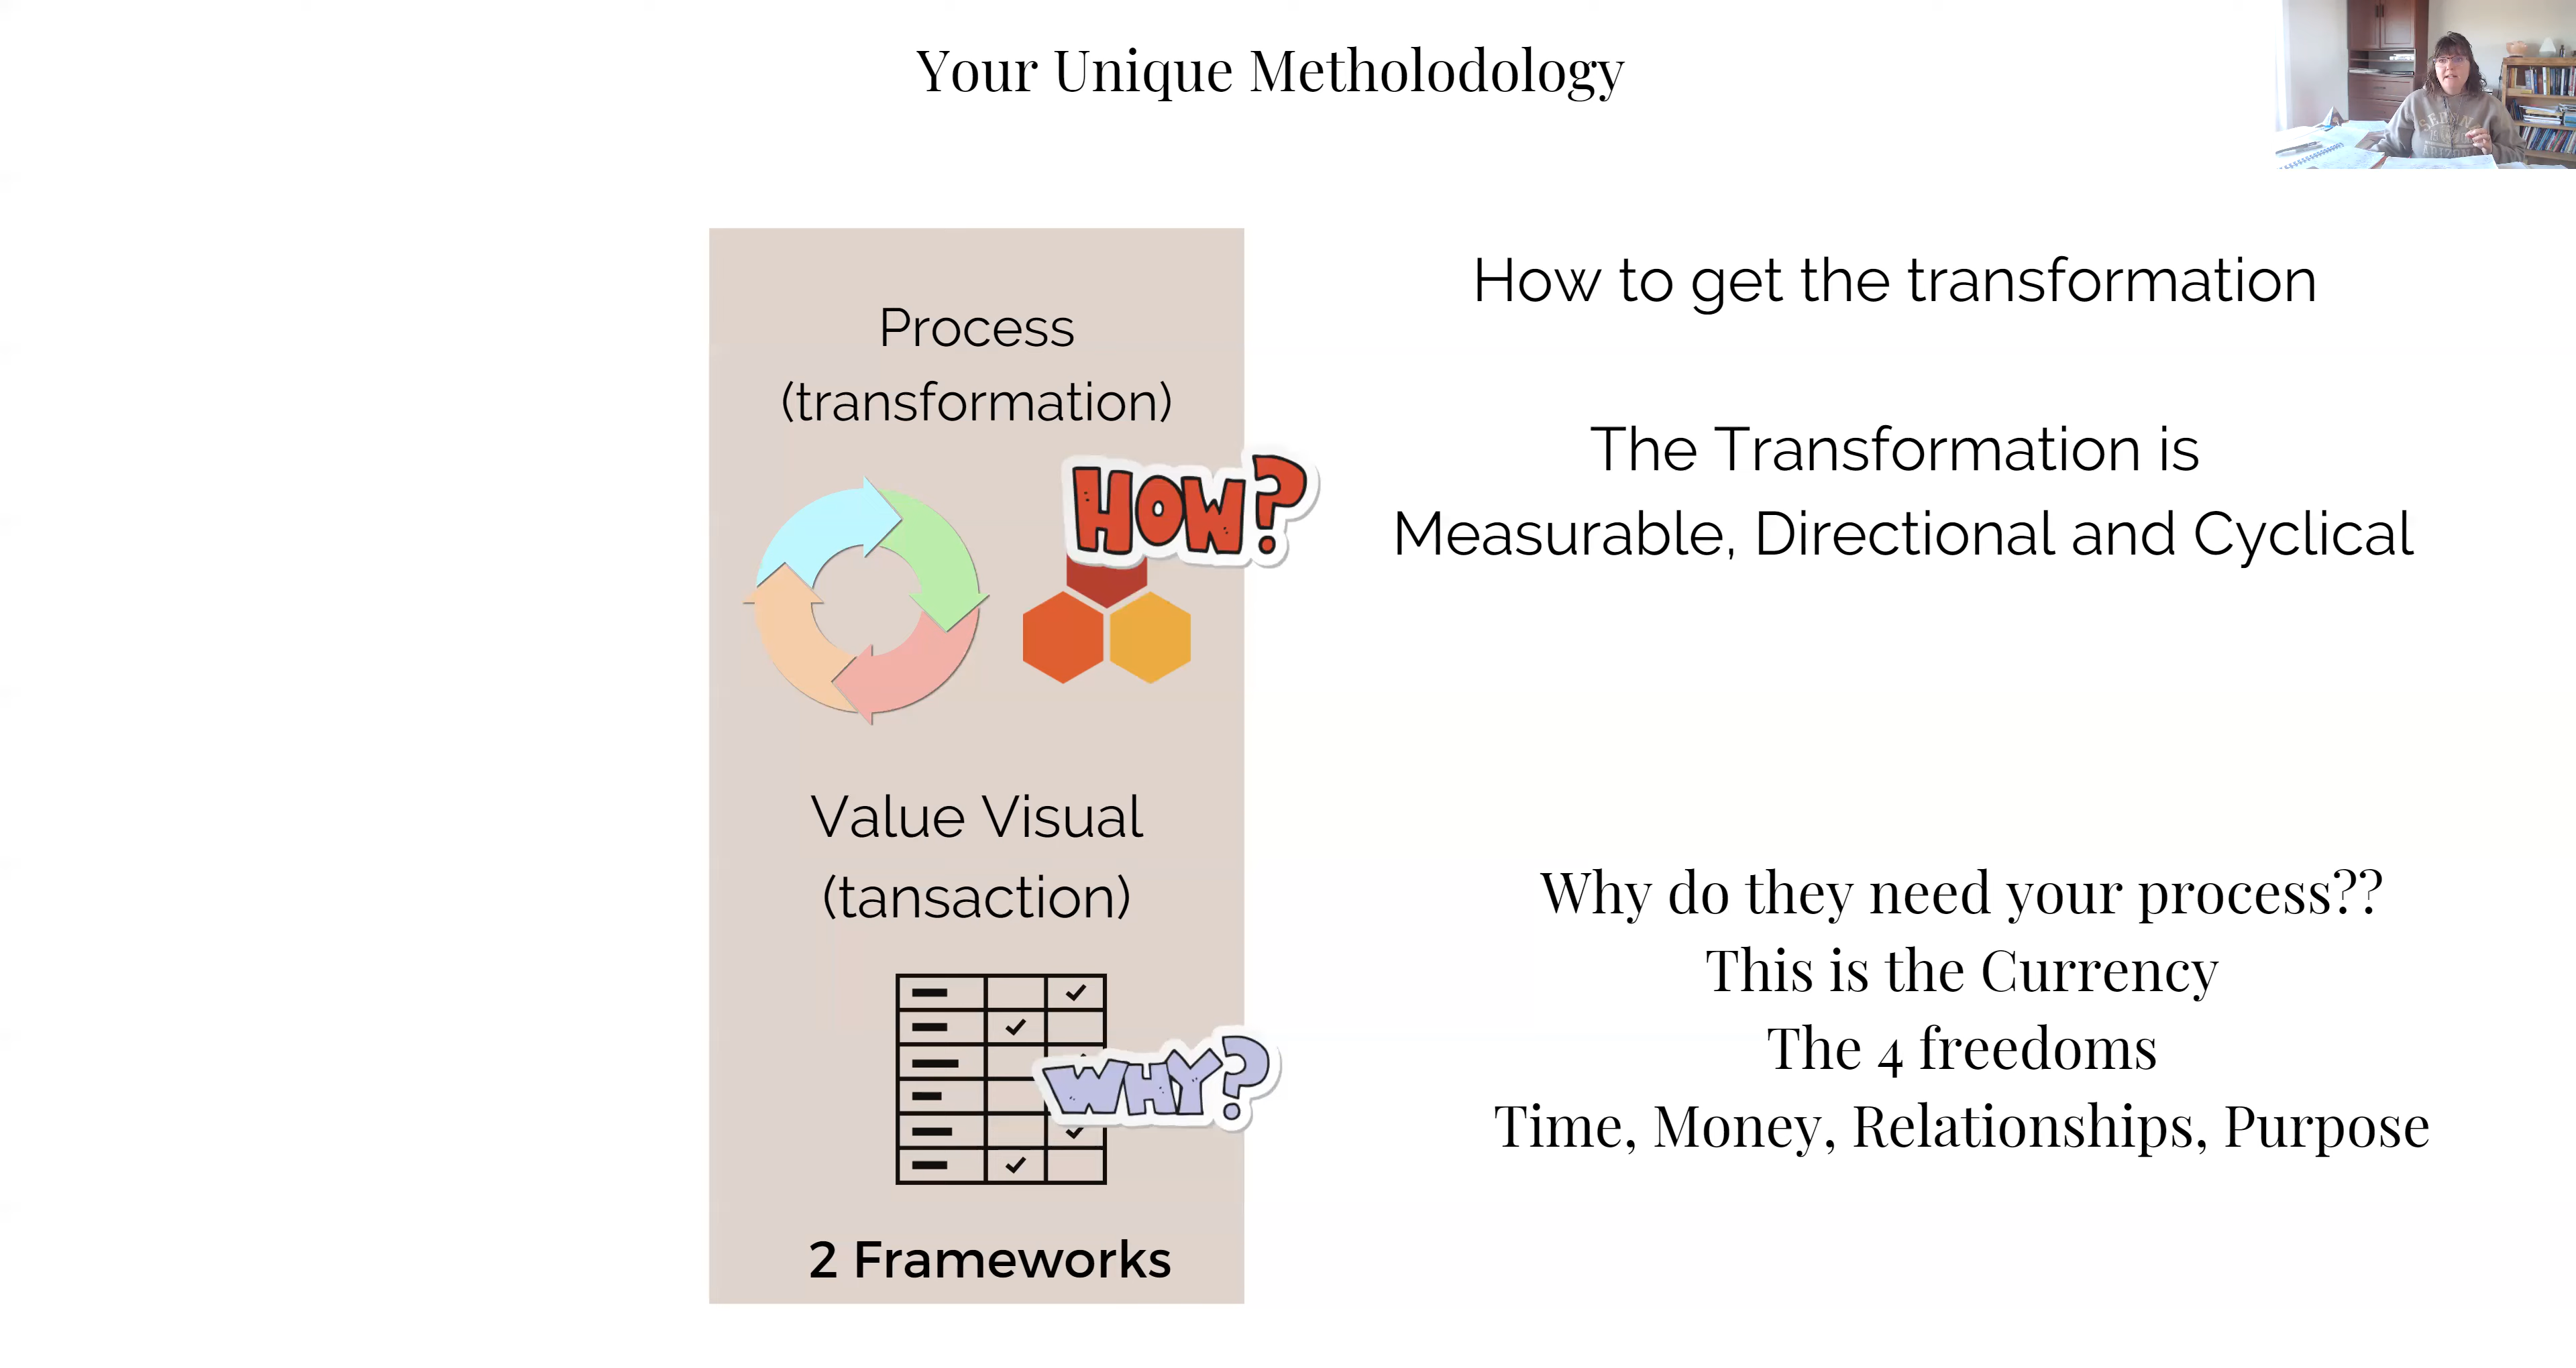 Your Unique Metholodology
Process
(transformation)
HOW?
How to get the transformation
The Transformation is
Measurable, Directional and Cyclical
Value Visual
(tansaction)
WHY?
2 Frameworks
Why do they need your process??
This is the Currency
The 4 freedoms
Time, Money, Relationships, Purpose